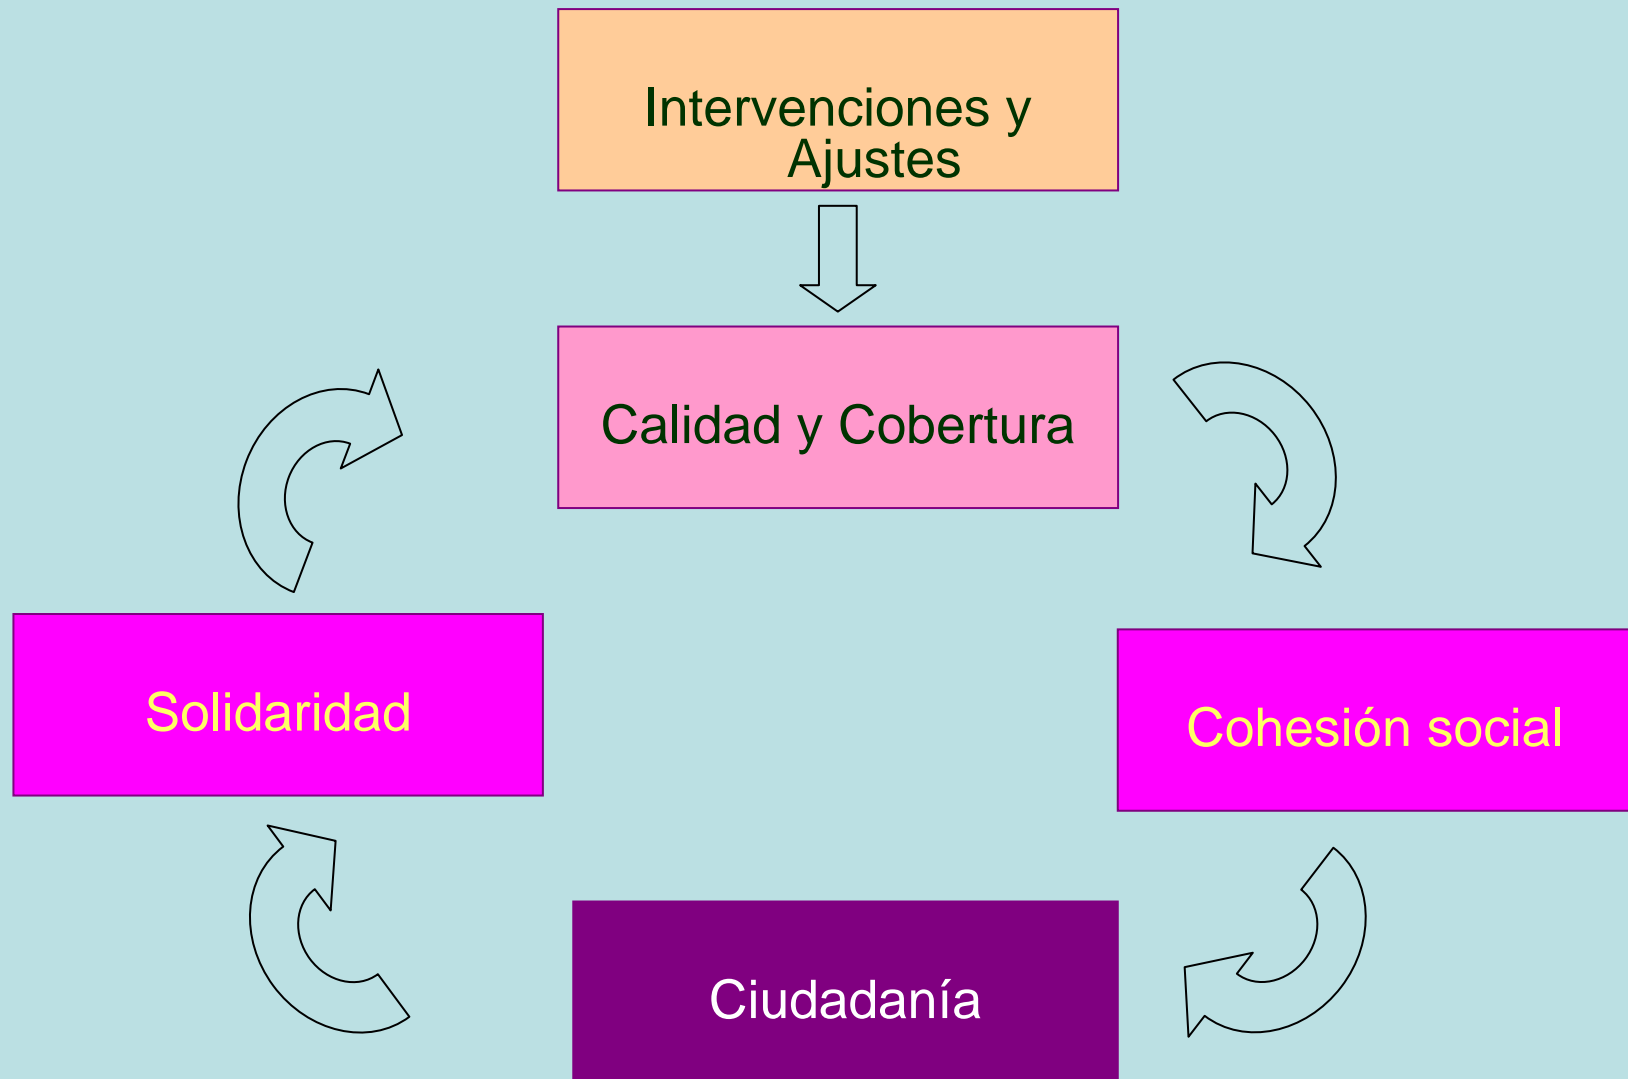 Intervenciones y
Ajustes
Calidad y Cobertura
Solidaridad
Cohesión social
Ciudadanía